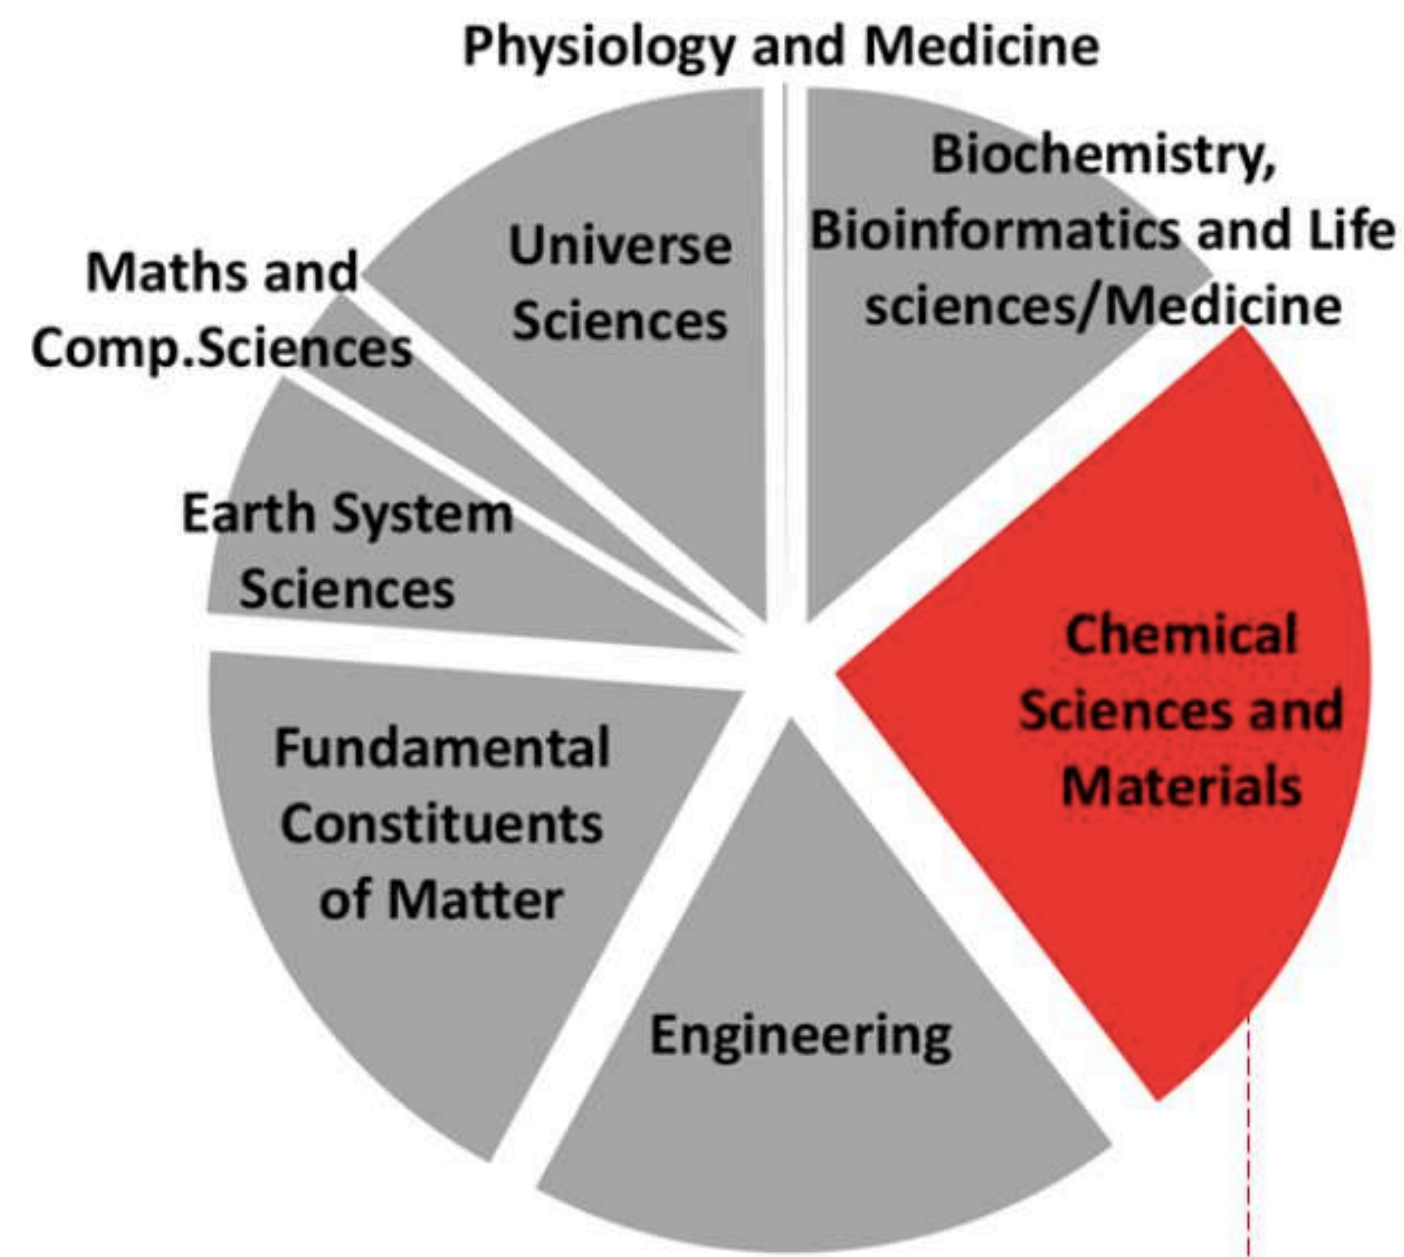 Physiology and Medicine
Biochemistry,
Bioinformatics and Life
sciences/Medicine
Universe
Sciences
Maths and
Comp.Sciences
Earth System
Sciences
Chemical
Sciences and
Materials
Fundamental
Constituents
of Matter
Engineering